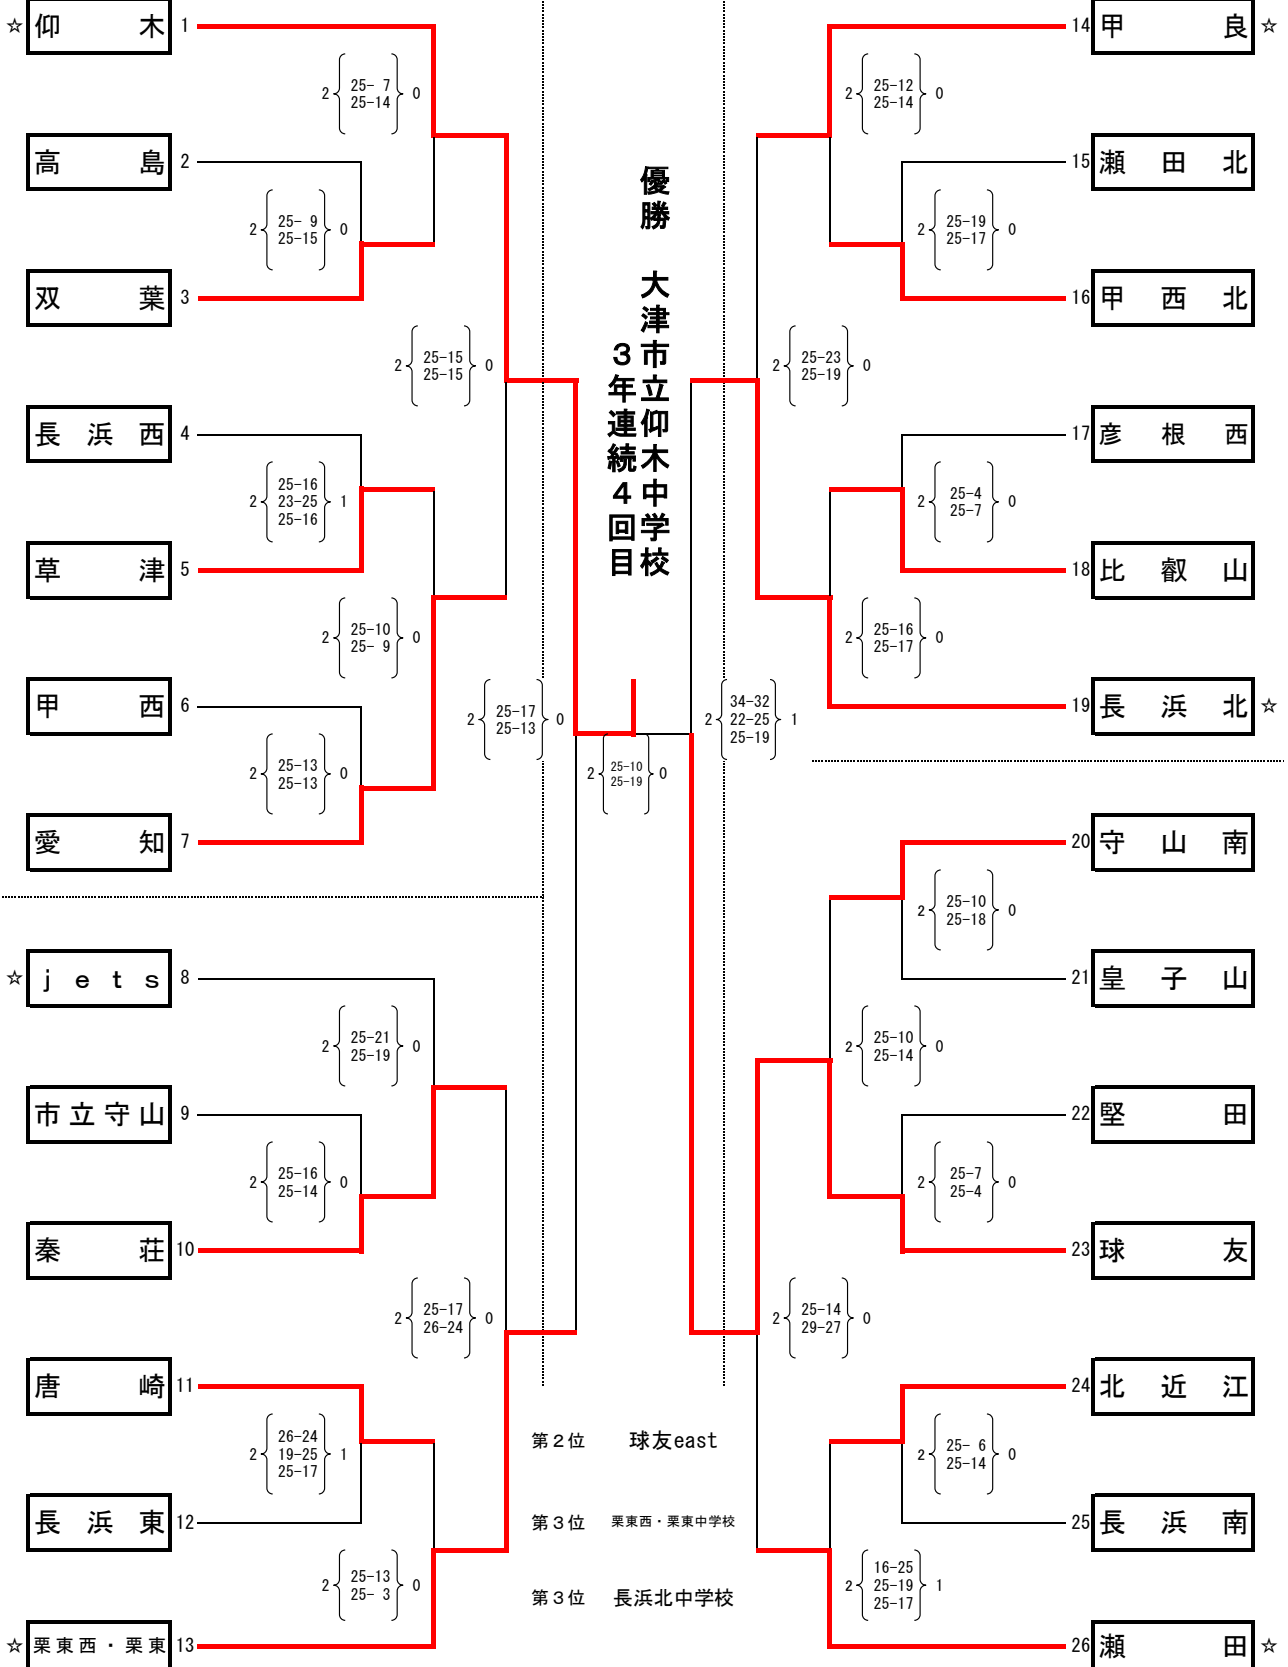 ☆ 仰木 1
2 25- 7 0
25-14
高島 2
2 25- 9 0
25-15
双葉 3
2 25-15 0
25-15
長浜西 4
2 25-16
23-25 1
25-16
草津 5
2 25-10 0
25- 9
甲西 6
2 25-13 0
25-13
愛知 7
2 25-17 0
25-13
☆ jets 8
2 25-21 0
25-19
市立守山 9
2 25-16 0
25-14
秦荘 10
2 25-17 0
26-24
唐崎 11
2 26-24
19-25 1
25-17
長浜東 12
2 25-13 0
25- 3
☆ 栗東西・栗東 13
優勝 大津市立仰木中学校
3年連続4回目
2 25-10 0
25-19
第2位 球友east
第3位 栗東西・栗東中学校
第3位 長浜北中学校
14 甲良 ☆
2 25-12 0
25-14
15 瀬田北
2 25-19 0
25-17
16 甲西北
2 25-23 0
25-19
17 彦根西
2 25-4 0
25-7
18 比叡山
2 25-16 0
25-17
19 長浜北 ☆
2 34-32
22-25 1
25-19
20 守山南
2 25-10 0
25-18
21 皇子山
2 25-10 0
25-14
22 堅田
2 25-7 0
25-4
23 球友
2 25-14 0
29-27
24 北近江
2 25- 6 0
25-14
25 長浜南
2 16-25
25-19 1
25-17
26 瀬田 ☆